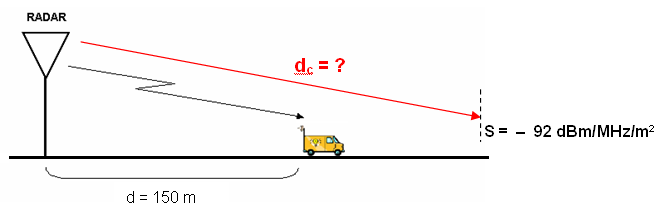 RADAR
dc = ?
S = – 92 dBm/MHz/m²
d = 150 m